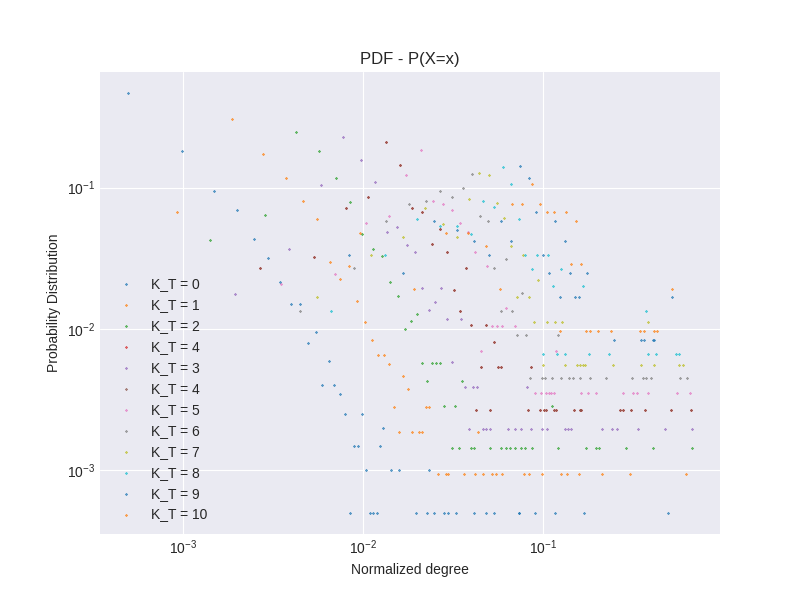 PDF - P(X=x)
Probability Distribution
10⁻¹
10⁻²
10⁻³
K_T = 0
K_T = 1
K_T = 2
K_T = 4
K_T = 3
K_T = 4
K_T = 5
K_T = 6
K_T = 7
K_T = 8
K_T = 9
K_T = 10
10⁻³
10⁻²
10⁻¹
Normalized degree